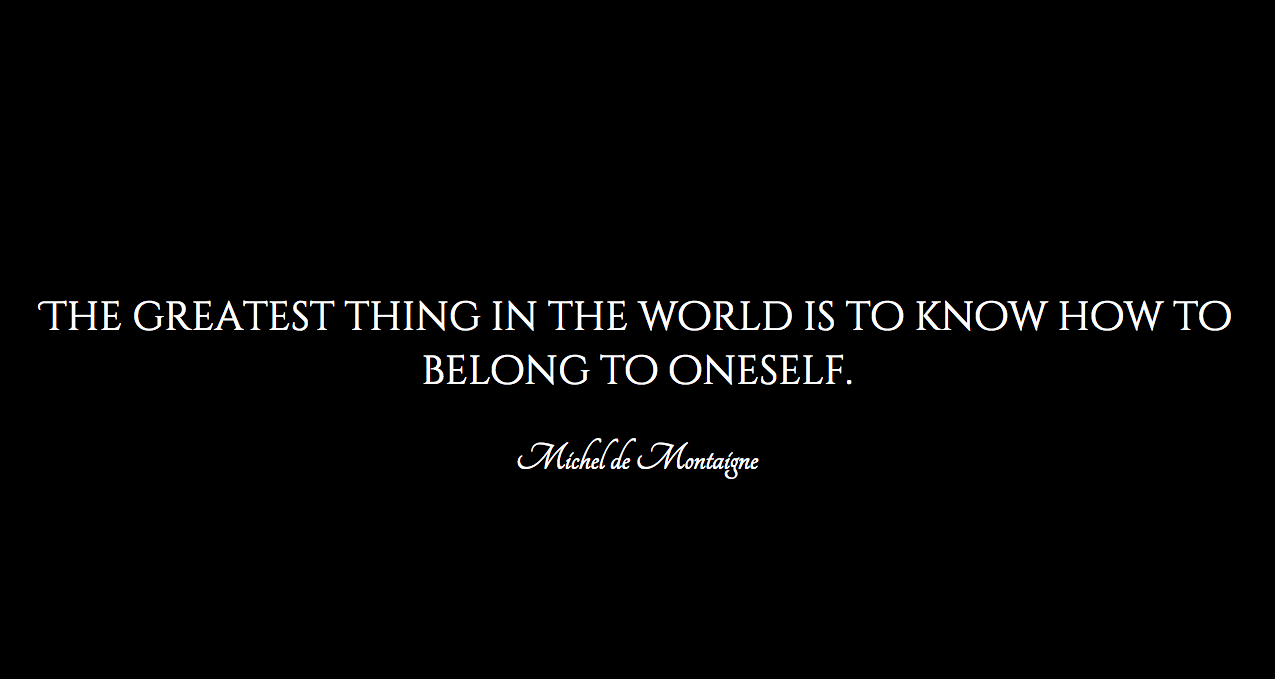 The greatest thing in the world is to know how to
belong to oneself.
Michel de Montaigne